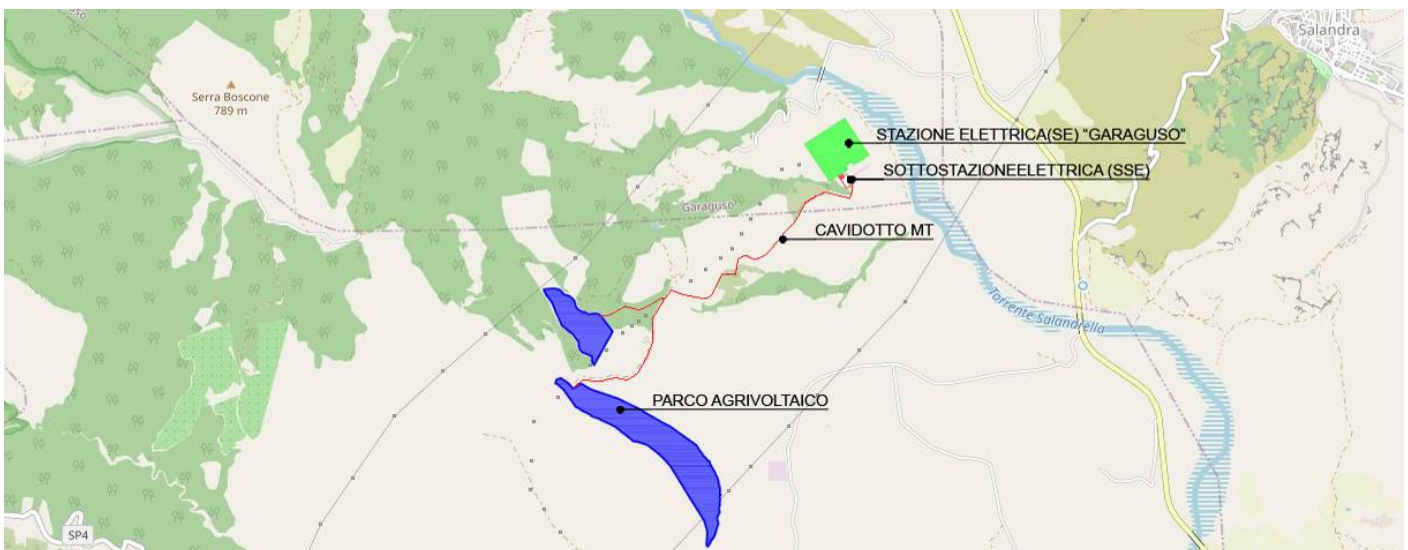 Salandra
Serra Boscone
789 m
STAZIONE ELETTRICA(SE) "GARAGUSO"
SOTTOSTAZIONEELETTRICA (SSE)
Garaguso
CAVIDOTTO MT
Torrente Salandrella
PARCO AGRIVOLTAICO
SP4